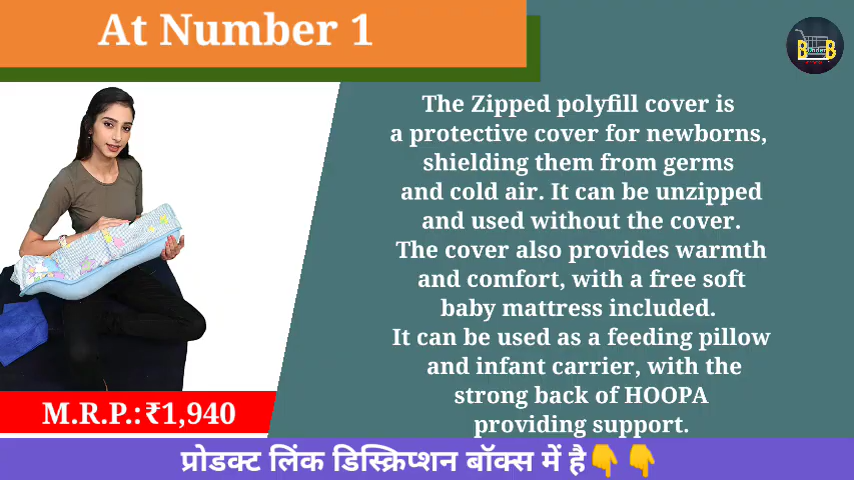 At Number 1
The Zipped polyfill cover is
a protective cover for newborns,
shielding them from germs
and cold air. It can be unzipped
and used without the cover.
The cover also provides warmth
and comfort, with a free soft
baby mattress included.
It can be used as a feeding pillow
and infant carrier, with the
strong back of HOOPA
providing support.
M.R.P.:₹1,940
प्रोडक्ट लिंक डिस्क्रिप्शन बॉक्स में है👇👇